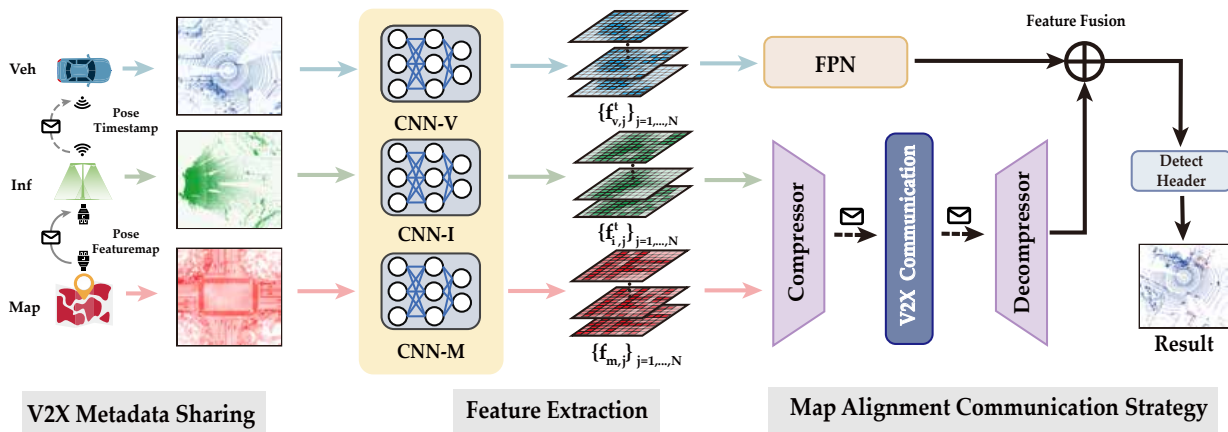 Veh
Pose
Timestamp
Inf
Pose
Featuremap
Map
V2X Metadata Sharing
CNN-V
CNN-I
CNN-M
{f^t_{v,j}}_{j=1,...,N}
{f^t_{i,j}}_{j=1,...,N}
{f_{m,j}}_{j=1,...,N}
Feature Extraction
Feature Fusion
FPN
Compressor
V2X Communication
Decompressor
Detect
Header
Result
Map Alignment Communication Strategy